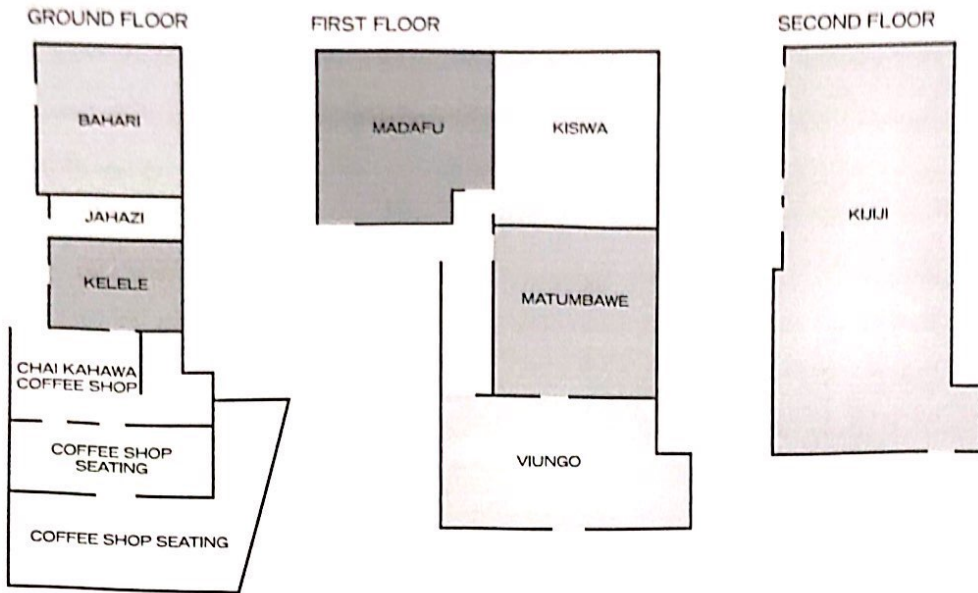 GROUND FLOOR
BAHARI
JAHAZI
KELELE
CHAI KAHAWA
COFFEE SHOP
COFFEE SHOP
SEATING
COFFEE SHOP SEATING
FIRST FLOOR
MADAFU
KISIWA
MATUMBAWE
VIUNGO
SECOND FLOOR
KIJIJI